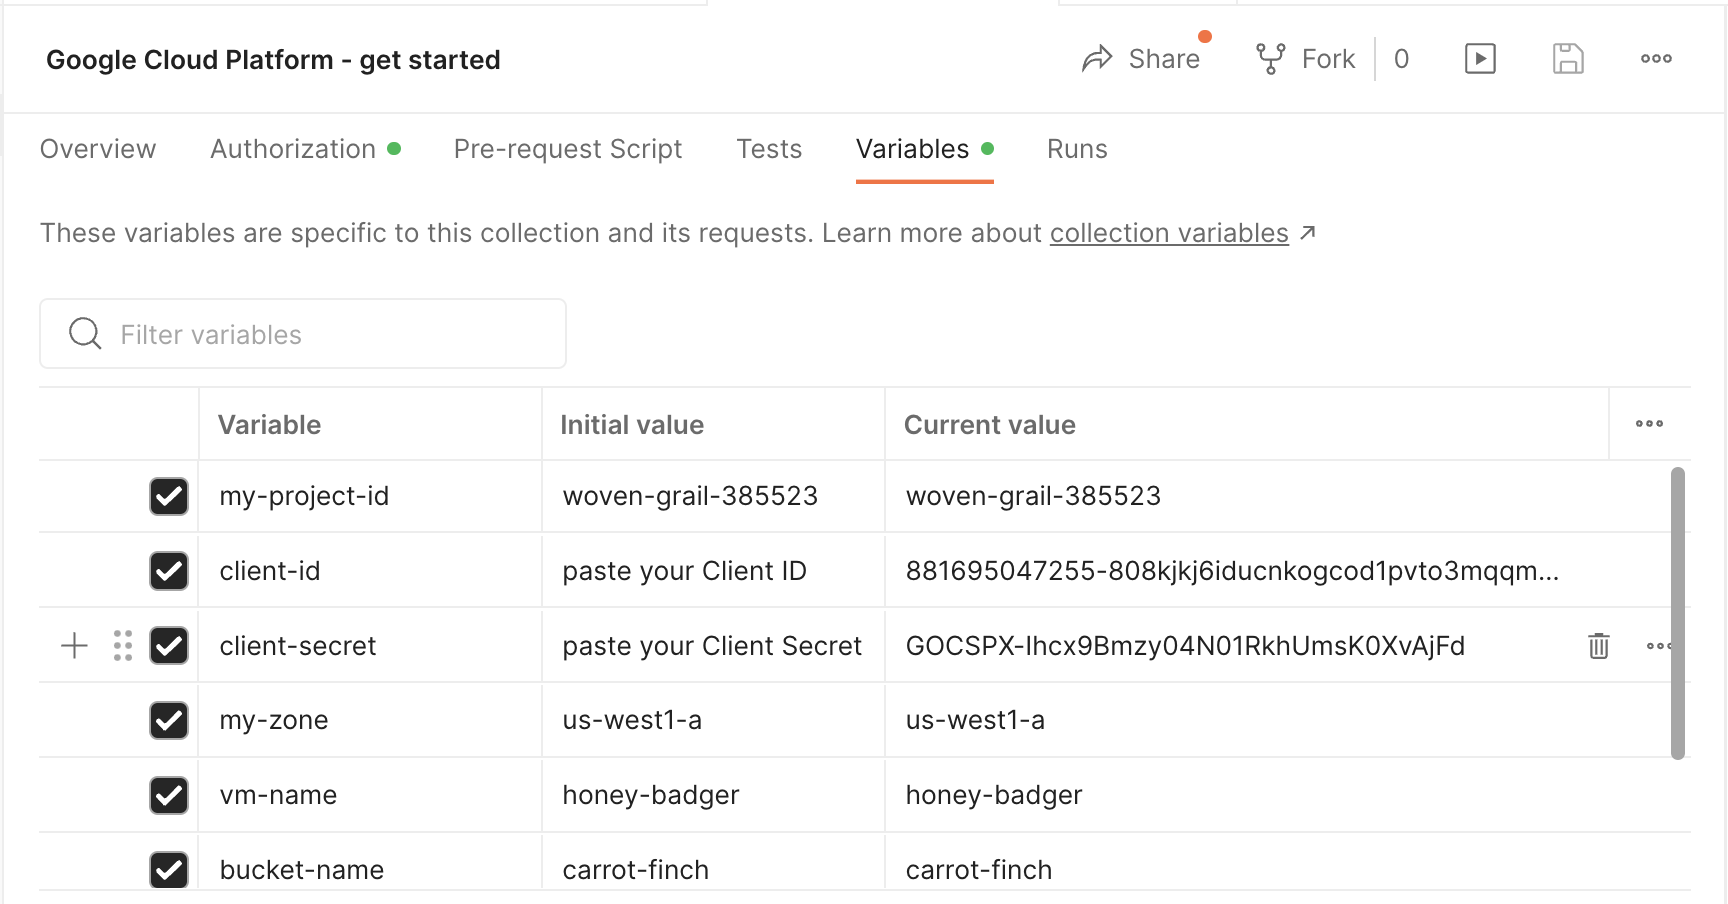 Google Cloud Platform - get started
Share
Fork
0
Overview
Authorization
Pre-request Script
Tests
Variables
Runs
These variables are specific to this collection and its requests. Learn more about collection variables ↗
Filter variables
Variable Initial value Current value
my-project-id woven-grail-385523 woven-grail-385523
client-id paste your Client ID 881695047255-808kjkj6iducnkogcod1pvto3mqqm...
client-secret paste your Client Secret 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
my-zone us-west1-a us-west1-a
vm-name honey-badger honey-badger
bucket-name carrot-finch carrot-finch